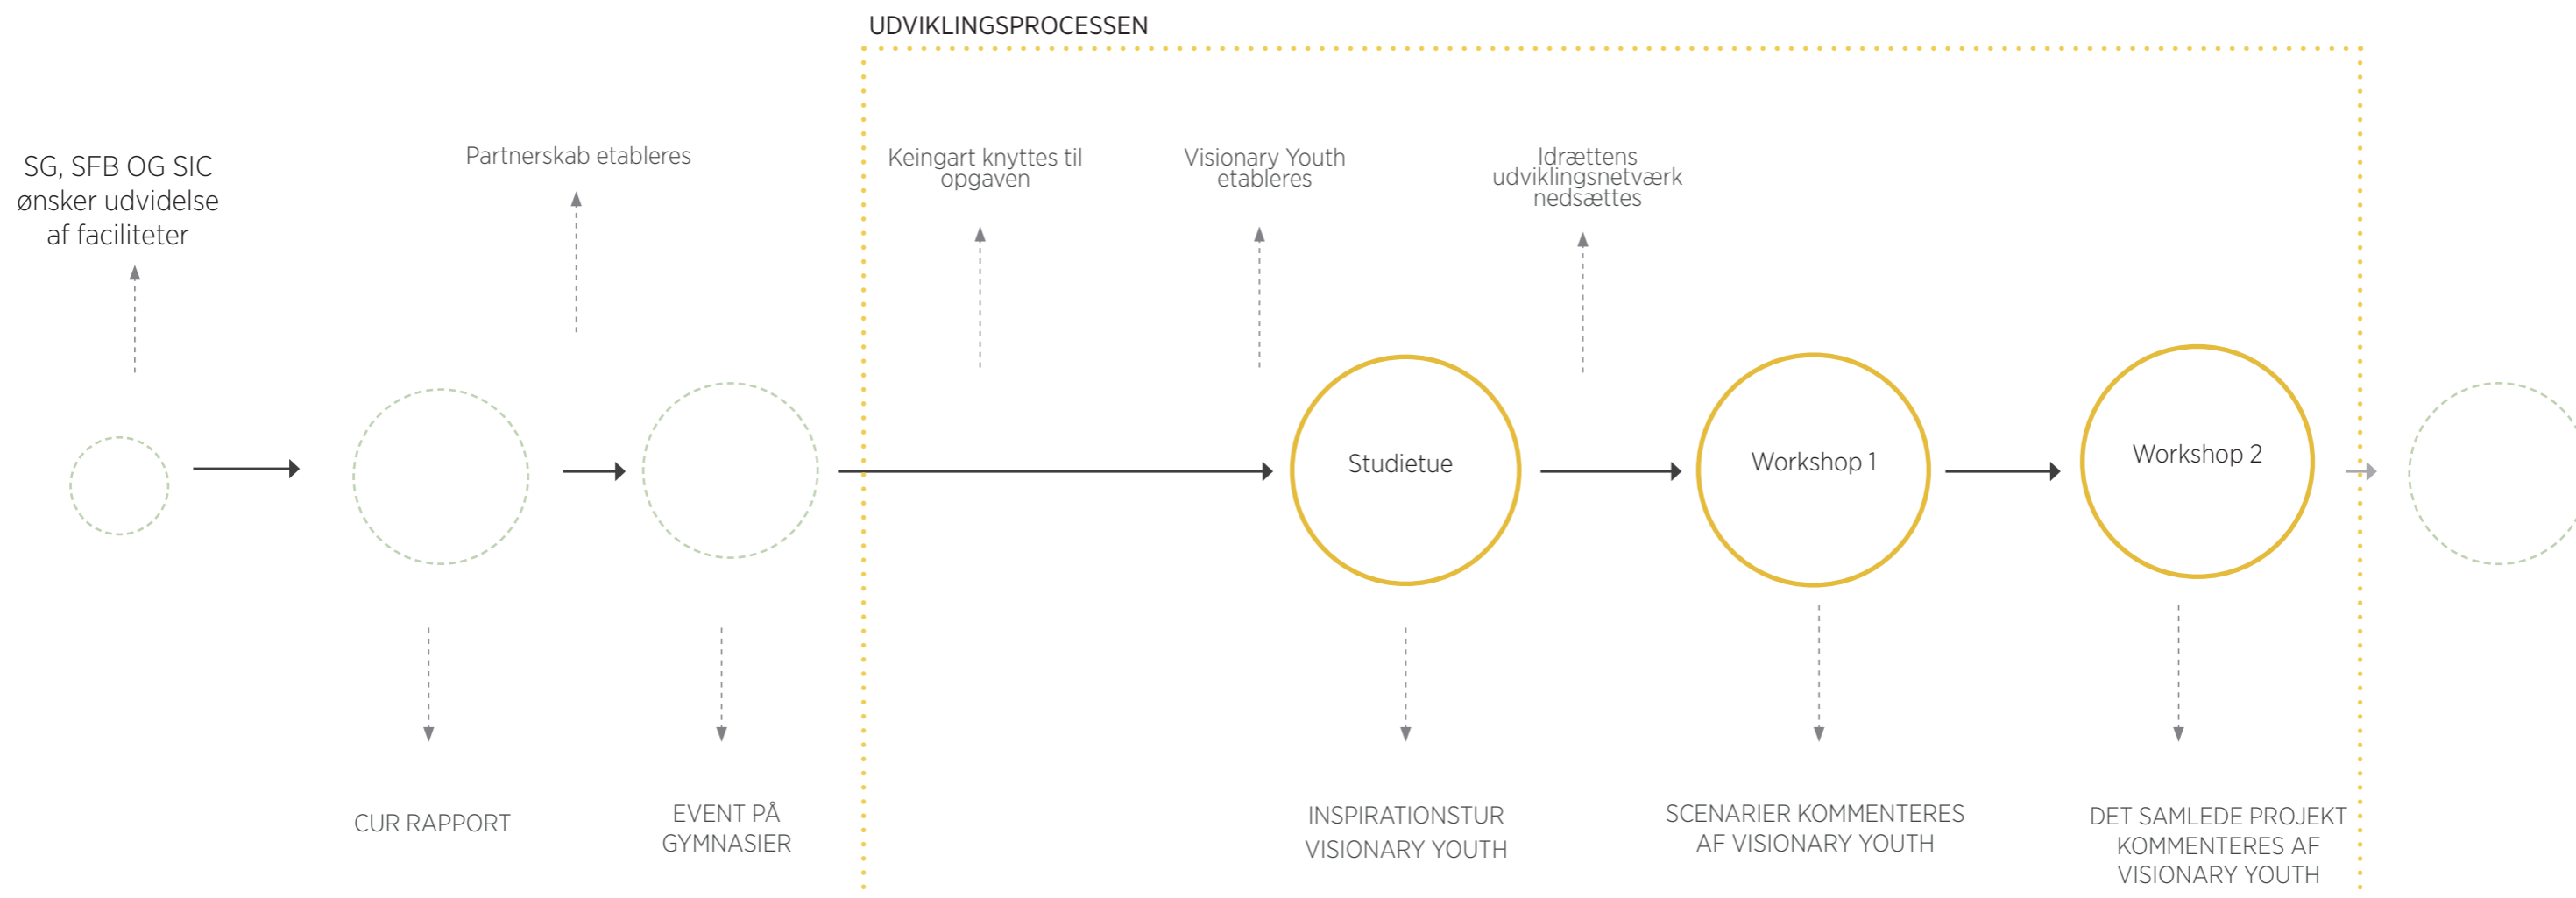 UDVIKLINGSPROCESSEN
SG, SFB OG SIC
ønsker udvidelse
af faciliteter
Partnerskab etableres
Keingart knyttes til
opgaven
Visionary Youth
etableres
Idrættens
udviklingsnetværk
nedsættes
Studietue
Workshop 1
Workshop 2
CUR RAPPORT
EVENT PÅ
GYMNASIER
INSPIRATIONSTUR
VISIONARY YOUTH
SCENARIER KOMMENTERES
AF VISIONARY YOUTH
DET SAMLEDE PROJEKT
KOMMENTERES AF
VISIONARY YOUTH